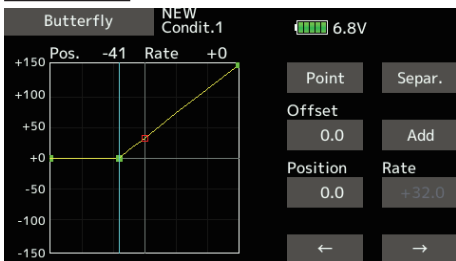 Butterfly
NEW
Condit.1
6.8V
Pos. -41 Rate +0
+150
+100
+50
+0
-50
-100
-150
Point Separ.
Offset
0.0 Add
Position Rate
0.0 +32.0
← →